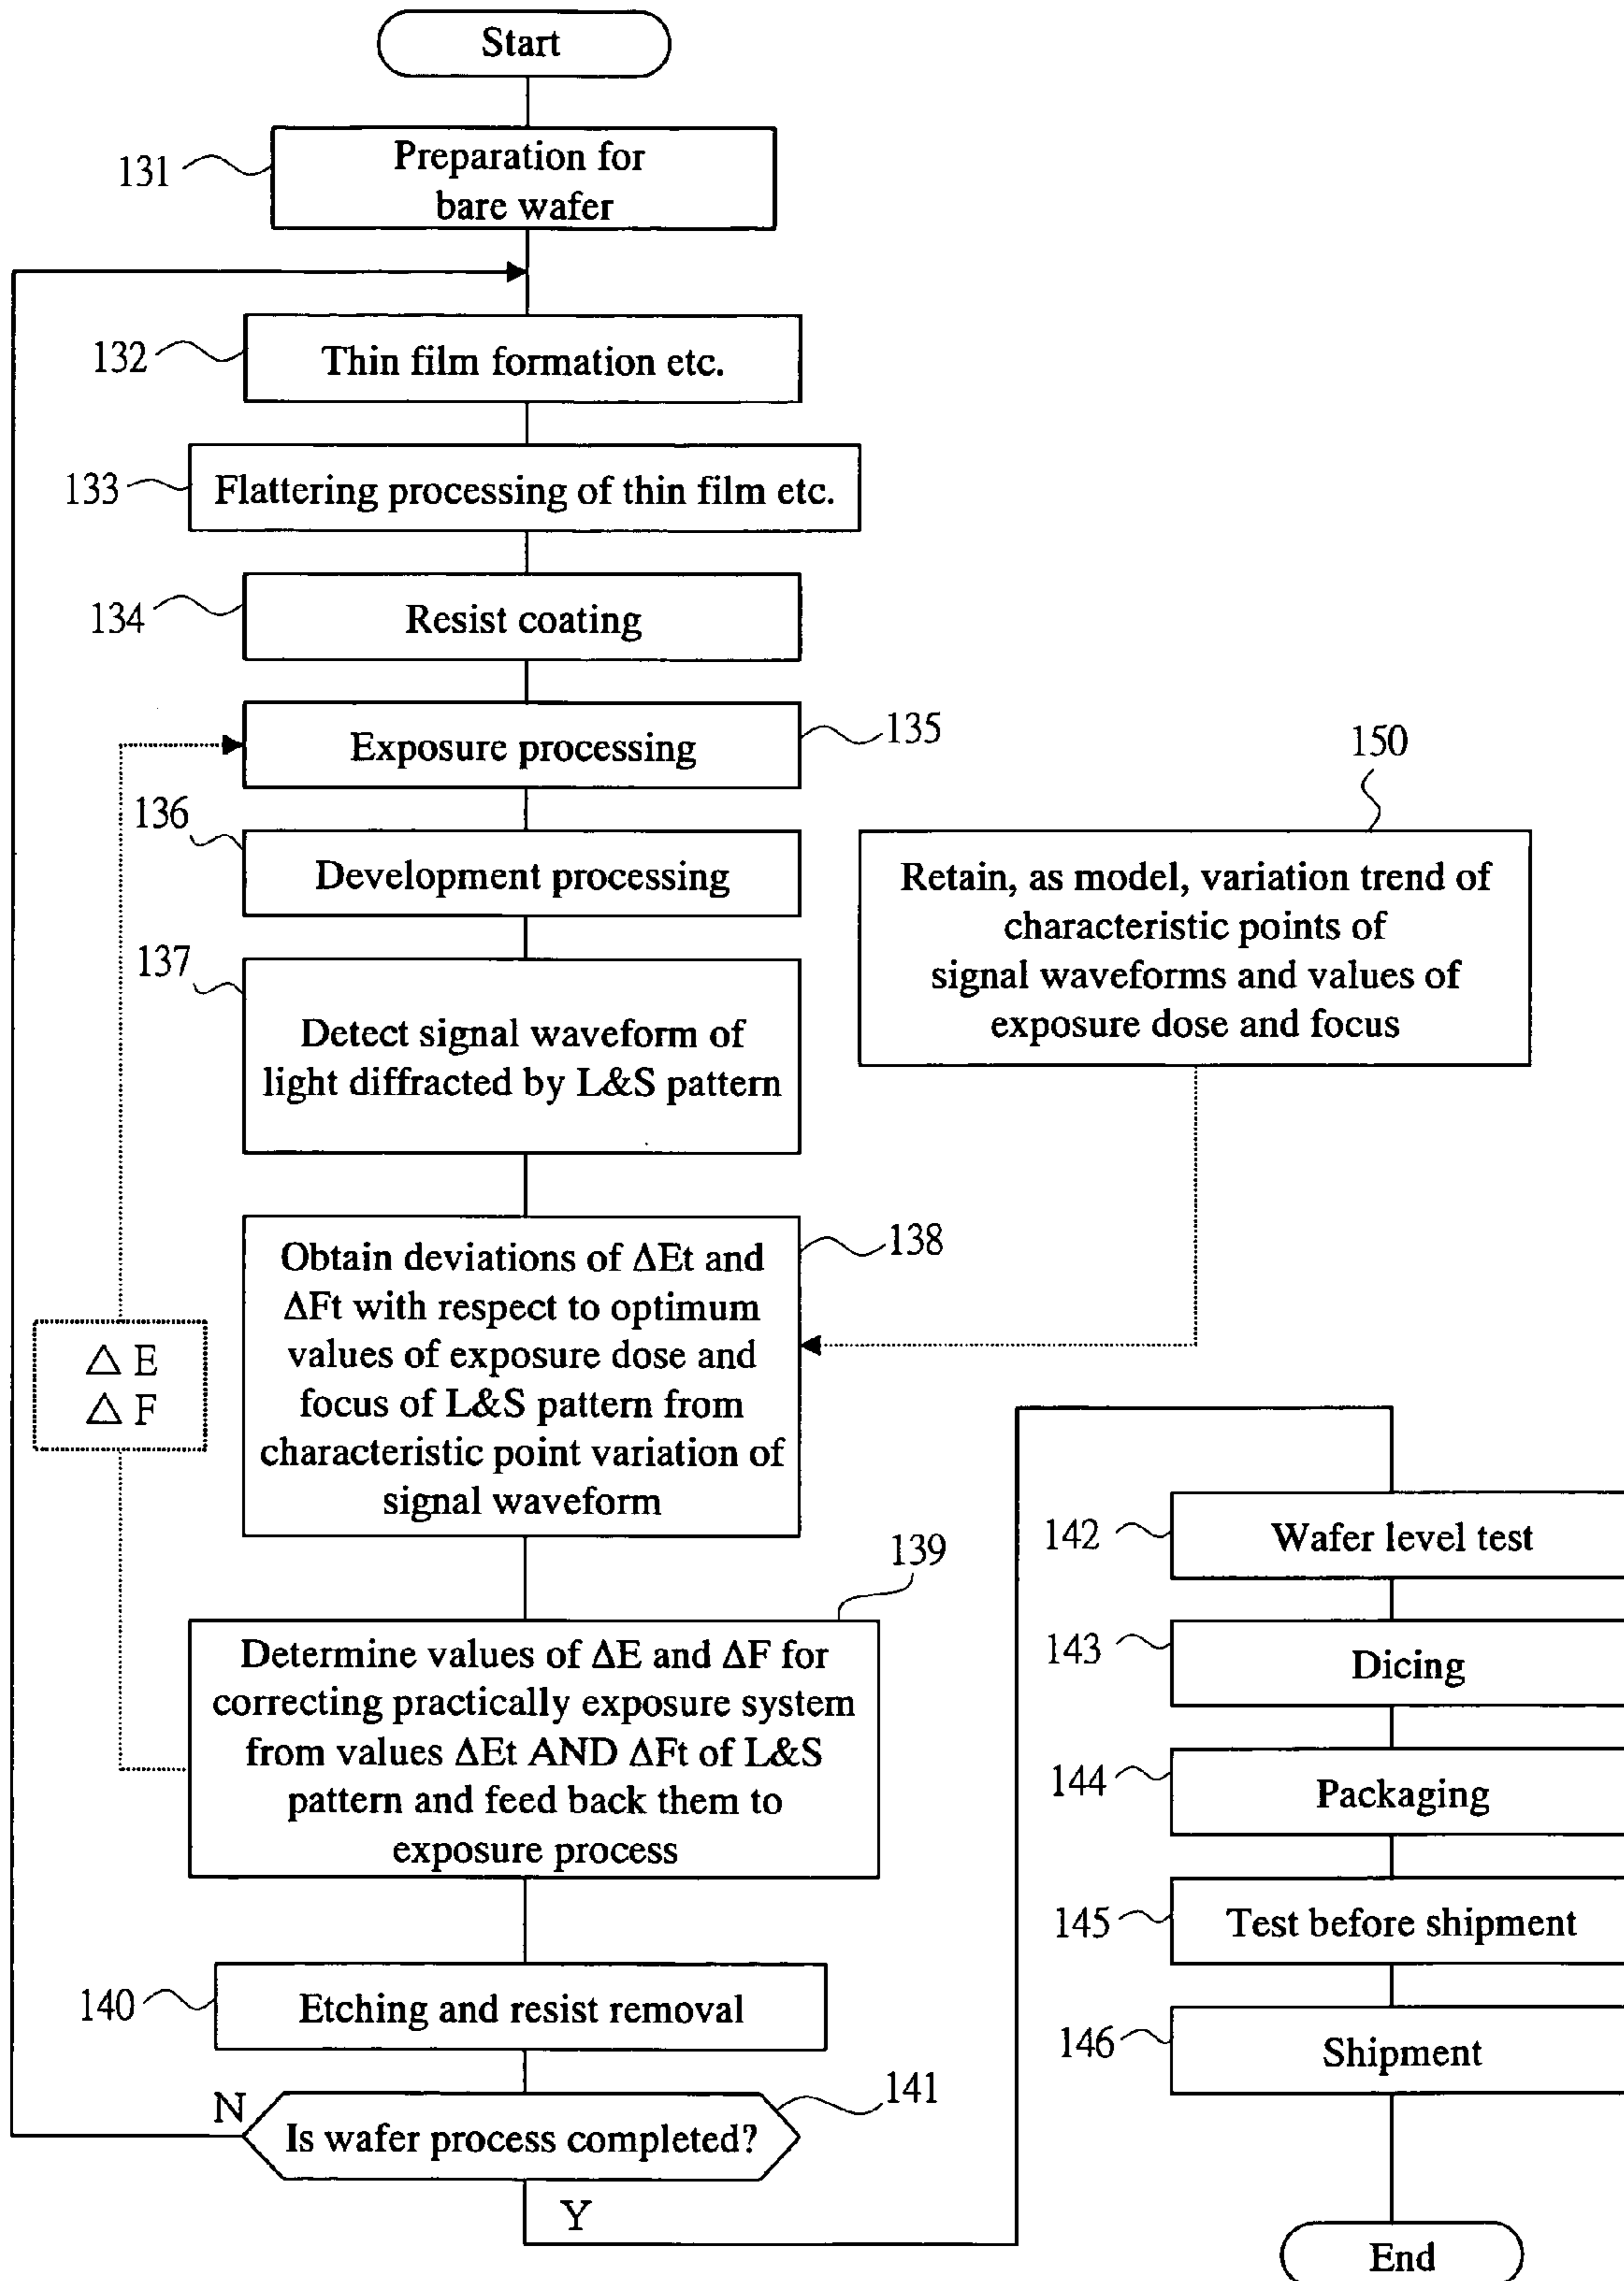 Start
131
Preparation for
bare wafer
132
Thin film formation etc.
133
Flattering processing of thin film etc.
134
Resist coating
135
Exposure processing
136
Development processing
137
Detect signal waveform of
light diffracted by L&S pattern
150
Retain, as model, variation trend of
characteristic points of
signal waveforms and values of
exposure dose and focus
138
Obtain deviations of ΔEt and
ΔFt with respect to optimum
values of exposure dose and
focus of L&S pattern from
characteristic point variation of
signal waveform
△ E
△ F
139
Determine values of ΔE and ΔF for
correcting practically exposure system
from values ΔEt AND ΔFt of L&S
pattern and feed back them to
exposure process
140
Etching and resist removal
141
N
Is wafer process completed?
Y
142
Wafer level test
143
Dicing
144
Packaging
145
Test before shipment
146
Shipment
End